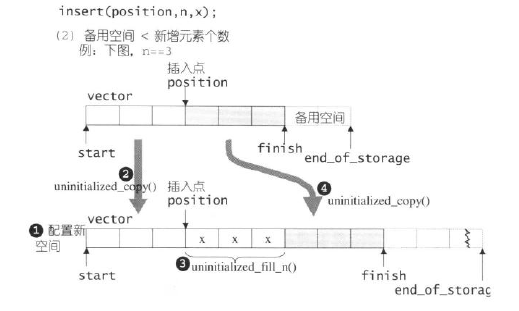 insert(position,n,x);
(2) 备用空间 < 新增元素个数
例: 下图, n==3
插入点
position
vector
备用空间
start
finish
end_of_storage
❷
uninitialized_copy()
插入点
position
❹
uninitialized_copy()
vector
❶ 配置新
空间
x x x
start
❸ uninitialized_fill_n()
finish
end_of_storag